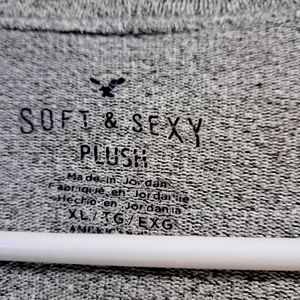 SOFT & SEXY
PLUSH
Made in Jordan
Fabriqué en Jordanie
Hecho en Jordania
XL/TG/EXG